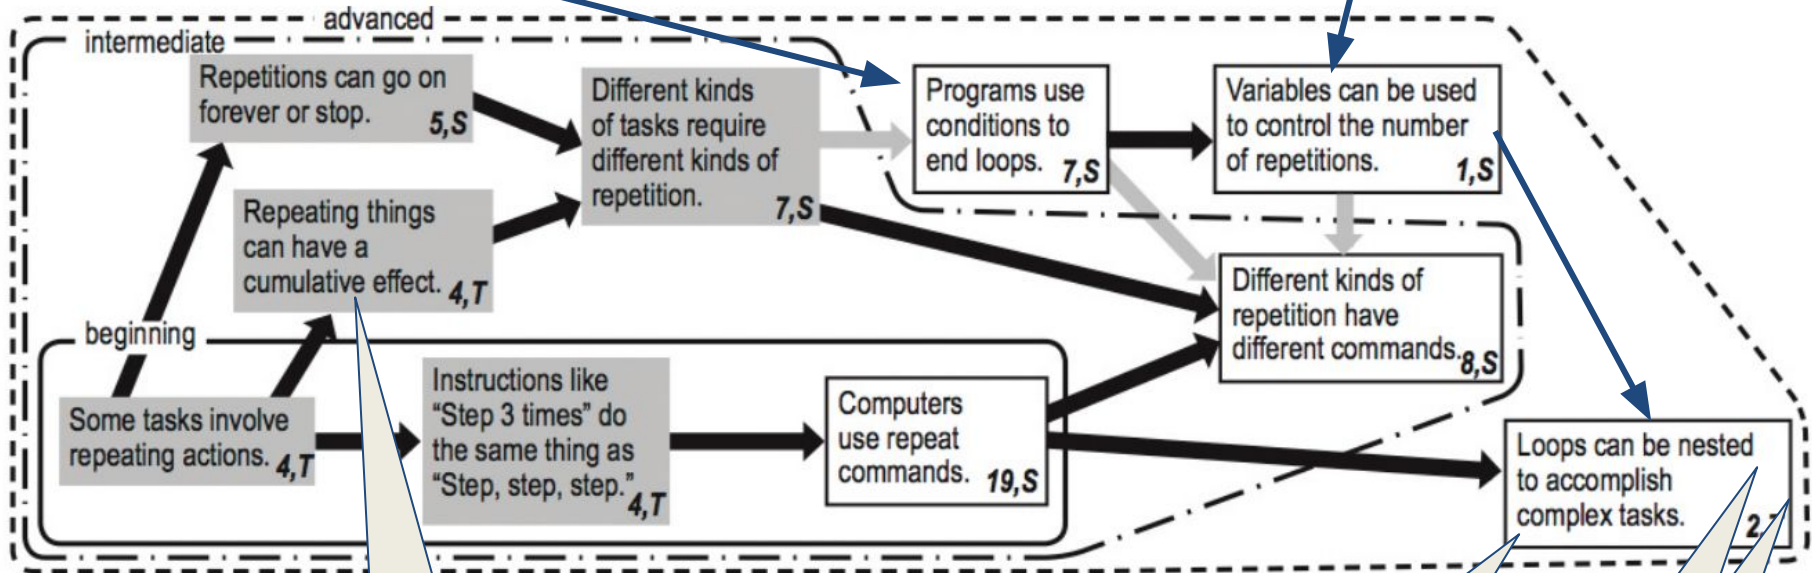 advanced
intermediate
Repetitions can go on
forever or stop.
5,S
Different kinds
of tasks require
different kinds of
repetition.
7,S
Programs use
conditions to
end loops.
7,S
Variables can be used
to control the number
of repetitions.
1,S
Repeating things
can have a
cumulative effect.
4,T
Different kinds of
repetition have
different commands.
8,S
beginning
Some tasks involve
repeating actions.
4,T
Instructions like
“Step 3 times” do
the same thing as
“Step, step, step.”
4,T
Computers
use repeat
commands.
19,S
Loops can be nested
to accomplish
complex tasks.
2,